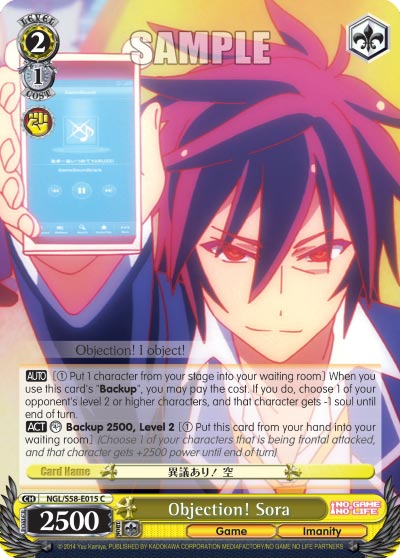 LEVEL
2
SAMPLE
1
COST
GameSoundtrack
Objection! I object!
AUTO [① Put 1 character from your stage into your waiting room] When you
use this card's "Backup", you may pay the cost. If you do, choose 1 of your
opponent's level 2 or higher characters, and that character gets -1 soul until
end of turn.
ACT Backup 2500, Level 2 [① Put this card from your hand into your
waiting room] (Choose 1 of your characters that is being frontal attacked,
and that character gets +2500 power until end of turn)
Card Name 異議あり! 空
CH NGL/S58-E015 C
2500
POWER
Objection! Sora
NO GAME
NO LIFE
Game Imanity
© 2014 Yuu Kamiya, PUBLISHED BY KADOKAWA CORPORATION MEDIAFACTORY/NO GAME NO LIFE PARTNERS